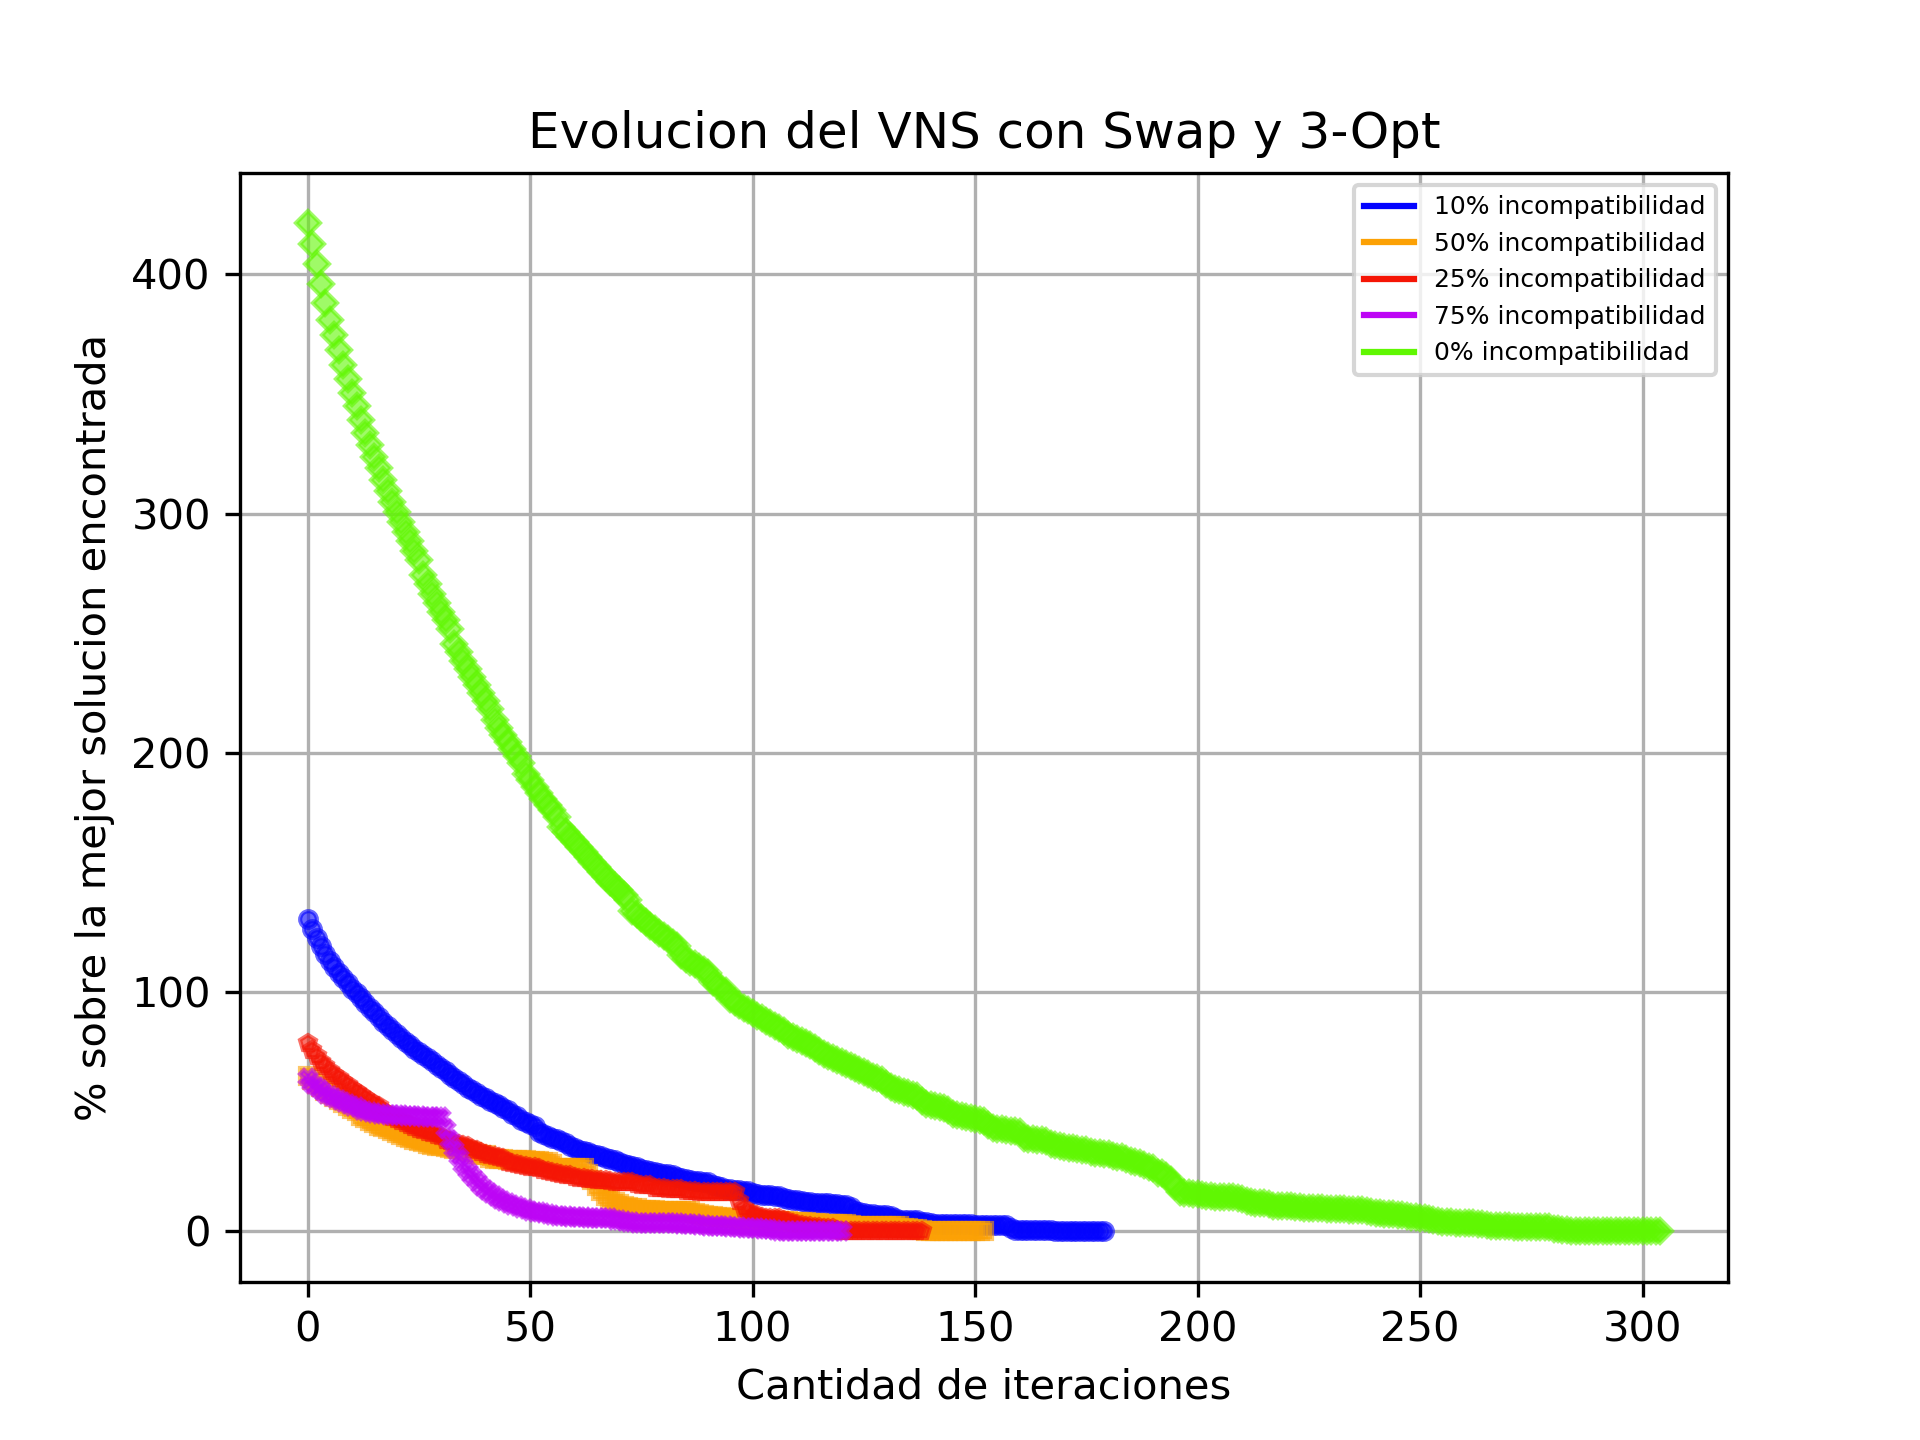 Evolucion del VNS con Swap y 3-Opt
10% incompatibilidad
50% incompatibilidad
25% incompatibilidad
75% incompatibilidad
0% incompatibilidad
% sobre la mejor solucion encontrada
400
300
200
100
0
0 50 100 150 200 250 300
Cantidad de iteraciones